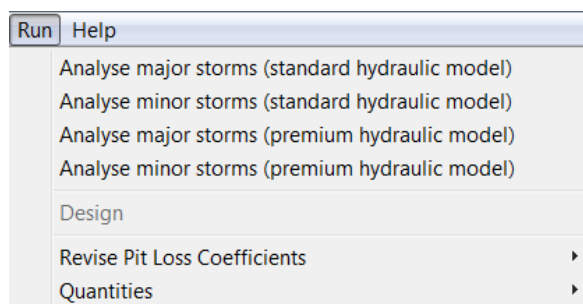 Run Help
Analyse major storms (standard hydraulic model)
Analyse minor storms (standard hydraulic model)
Analyse major storms (premium hydraulic model)
Analyse minor storms (premium hydraulic model)
Design
Revise Pit Loss Coefficients
Quantities